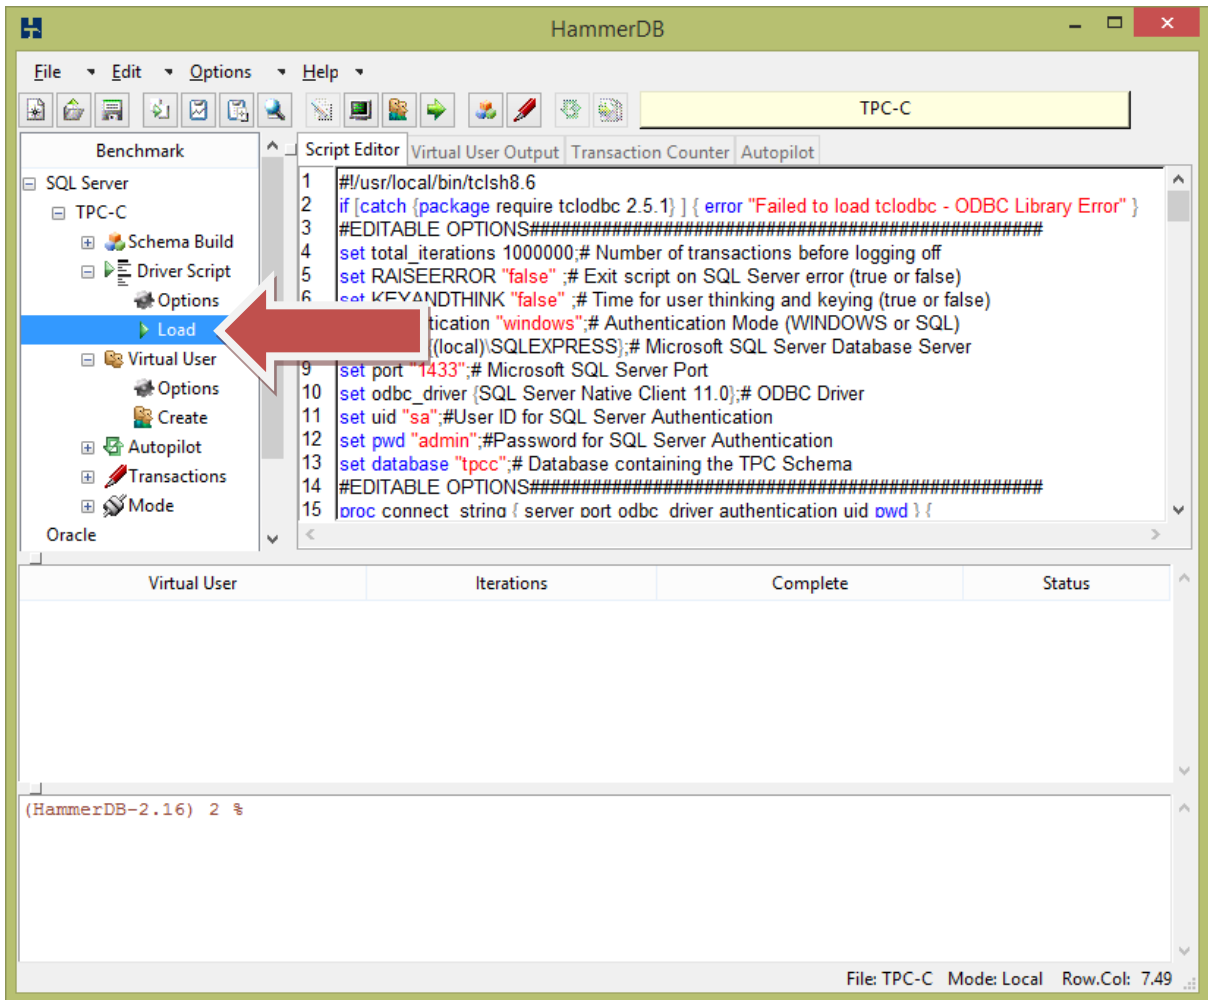 HammerDB
File Edit Options Help
TPC-C
Benchmark
SQL Server
TPC-C
Schema Build
Driver Script
Options
Load
Virtual User
Options
Create
Autopilot
Transactions
Mode
Oracle
Script Editor Virtual User Output Transaction Counter Autopilot
1 #!/usr/local/bin/tclsh8.6
2 if [catch {package require tclodbc 2.5.1} ] { error "Failed to load tclodbc - ODBC Library Error" }
3 #EDITABLE OPTIONS##################################################
4 set total_iterations 1000000;# Number of transactions before logging off
5 set RAISEERROR "false" ;# Exit script on SQL Server error (true or false)
6 set KEYANDTHINK "false" ;# Time for user thinking and keying (true or false)
tication "windows";# Authentication Mode (WINDOWS or SQL)
{(local)\SQLEXPRESS};# Microsoft SQL Server Database Server
9 set port "1433";# Microsoft SQL Server Port
10 set odbc_driver {SQL Server Native Client 11.0};# ODBC Driver
11 set uid "sa";#User ID for SQL Server Authentication
12 set pwd "admin";#Password for SQL Server Authentication
13 set database "tpcc";# Database containing the TPC Schema
14 #EDITABLE OPTIONS##################################################
15 proc connect_string { server port odbc_driver authentication uid pwd } {
Virtual User Iterations Complete Status
(HammerDB-2.16) 2 %
File: TPC-C Mode: Local Row.Col: 7.49